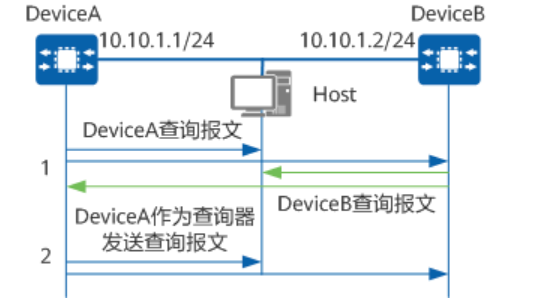 DeviceA
DeviceB
10.10.1.1/24
10.10.1.2/24
Host
DeviceA查询报文
1
DeviceB查询报文
DeviceA作为查询器
发送查询报文
2